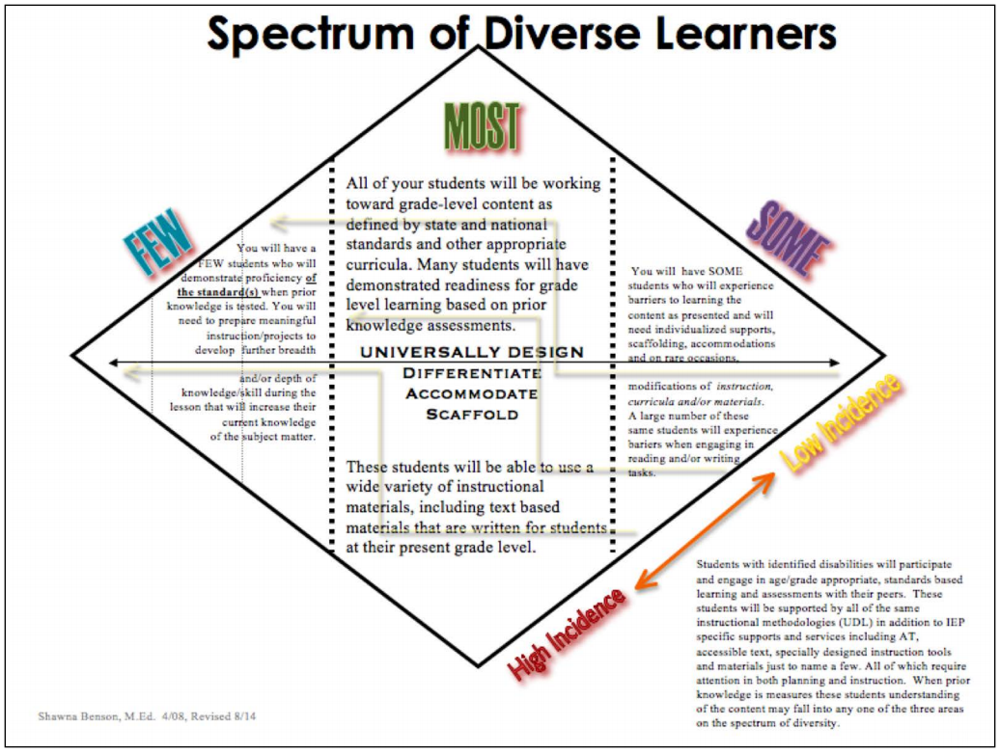 Spectrum of Diverse Learners
MOST
FEW
SOME
All of your students will be working
toward grade-level content as
defined by state and national
standards and other appropriate
curricula. Many students will have
demonstrated readiness for grade
level learning based on prior
knowledge assessments.
UNIVERSALLY DESIGN
DIFFERENTIATE
ACCOMMODATE
SCAFFOLD
These students will be able to use a
wide variety of instructional
materials, including text based
materials that are written for students
at their present grade level.
You will have a
FEW students who will
demonstrate proficiency of
the standard(s) when prior
knowledge is tested. You will
need to prepare meaningful
instruction/projects to
develop further breadth
and/or depth of
knowledge/skill during the
lesson that will increase their
current knowledge
of the subject matter.
You will have SOME
students who will experience
barriers to learning the
content as presented and will
need individualized supports,
scaffolding, accommodations
and on rare occasions,
modifications of instruction,
curricula and/or materials.
A large number of these
same students will experience
bariers when engaging in
reading and/or writing
tasks.
Low Incidence
High Incidence
Students with identified disabilities will participate
and engage in age/grade appropriate, standards based
learning and assessments with their peers. These
students will be supported by all of the same
instructional methodologies (UDL) in addition to IEP
specific supports and services including AT,
accessible text, specially designed instruction tools
and materials just to name a few. All of which require
attention in both planning and instruction. When prior
knowledge is measures these students understanding
of the content may fall into any one of the three areas
on the spectrum of diversity.
Shawna Benson, M.Ed. 4/08, Revised 8/14